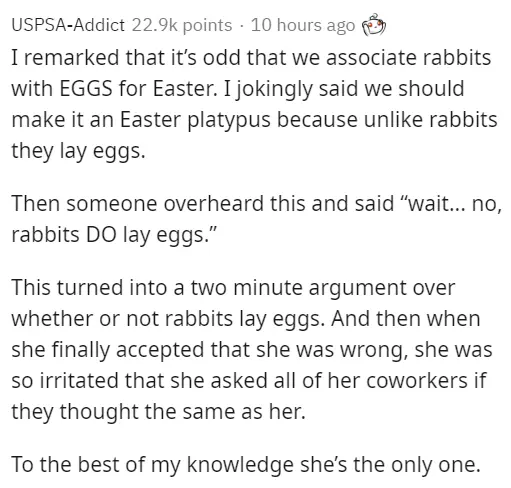 USPSA-Addict 22.9k points · 10 hours ago
I remarked that it’s odd that we associate rabbits
with EGGS for Easter. I jokingly said we should
make it an Easter platypus because unlike rabbits
they lay eggs.
Then someone overheard this and said “wait... no,
rabbits DO lay eggs.”
This turned into a two minute argument over
whether or not rabbits lay eggs. And then when
she finally accepted that she was wrong, she was
so irritated that she asked all of her coworkers if
they thought the same as her.
To the best of my knowledge she’s the only one.